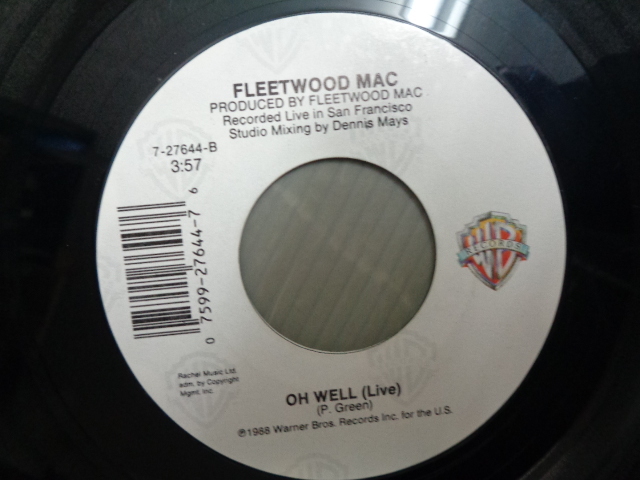 FLEETWOOD MAC
PRODUCED BY FLEETWOOD MAC
Recorded Live in San Francisco
Studio Mixing by Dennis Mays
7-27644-B
3:57
0 7599-27644-7 6
WB
RECORDS
Rachel Music Ltd.
adm. by Copyright
Mgmt. Inc.
OH WELL (Live)
(P. Green)
℗1988 Warner Bros. Records Inc. for the U.S.